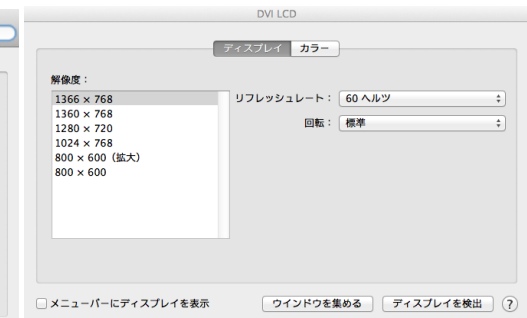 DVI LCD
ディスプレイ カラー
解像度：
1366 × 768
1360 × 768
1280 × 720
1024 × 768
800 × 600（拡大）
800 × 600
リフレッシュレート： 60 ヘルツ
回転： 標準
メニューバーにディスプレイを表示
ウインドウを集める
ディスプレイを検出
?